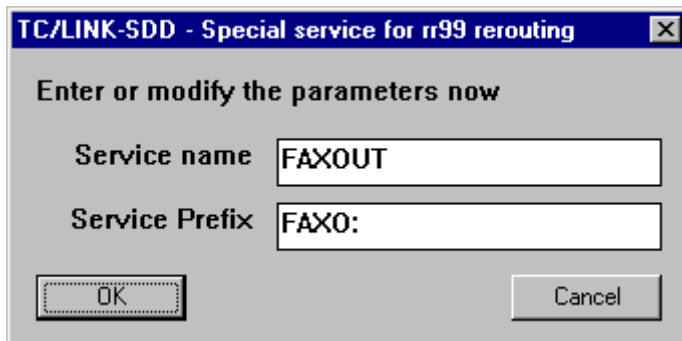 TC/LINK-SDD - Special service for rr99 rerouting
Enter or modify the parameters now
Service name FAXOUT
Service Prefix FAXO:
OK Cancel